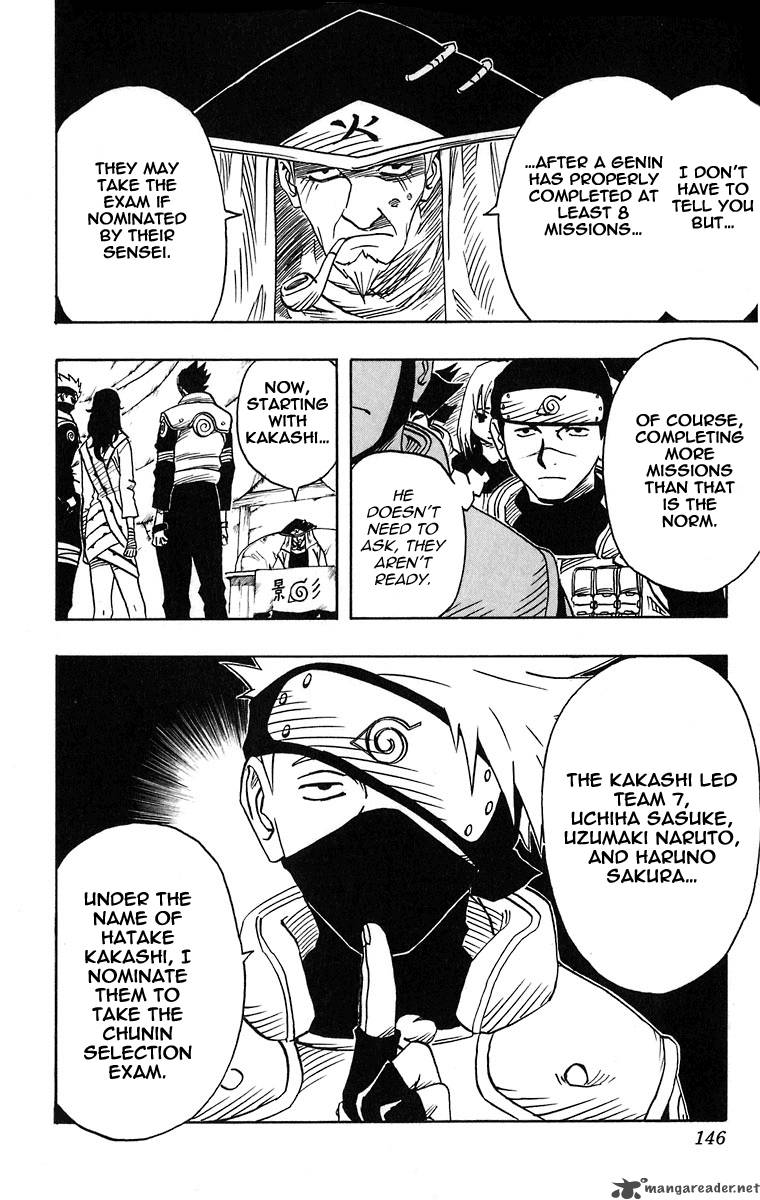 I DON'T
HAVE TO
TELL YOU
BUT...
...AFTER A GENIN
HAS PROPERLY
COMPLETED AT
LEAST 8
MISSIONS...
火
THEY MAY
TAKE THE
EXAM IF
NOMINATED
BY THEIR
SENSEI.
OF COURSE,
COMPLETING
MORE
MISSIONS
THAN THAT
IS THE
NORM.
HE
DOESN'T
NEED TO
ASK, THEY
AREN'T
READY.
NOW,
STARTING
WITH
KAKASHI...
影
THE KAKASHI LED
TEAM 7,
UCHIHA SASUKE,
UZUMAKI NARUTO,
AND HARUNO
SAKURA...
UNDER THE
NAME OF
HATAKE
KAKASHI, I
NOMINATE
THEM TO
TAKE THE
CHUNIN
SELECTION
EXAM.
146
mangareader.net